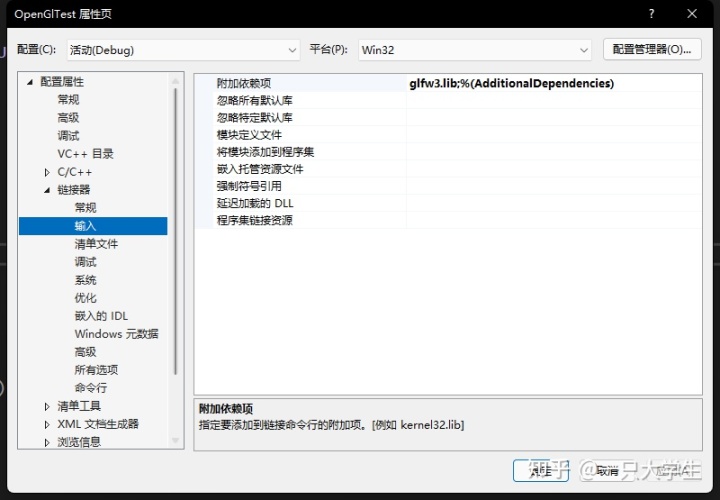 OpenGlTest 属性页
配置(C): 活动(Debug) 平台(P): Win32 配置管理器(O)...
配置属性
常规
高级
调试
VC++ 目录
C/C++
链接器
常规
输入
清单文件
调试
系统
优化
嵌入的 IDL
Windows 元数据
高级
所有选项
命令行
清单工具
XML 文档生成器
浏览信息
附加依赖项 glfw3.lib;%(AdditionalDependencies)
忽略所有默认库
忽略特定默认库
模块定义文件
将模块添加到程序集
嵌入托管资源文件
强制符号引用
延迟加载的 DLL
程序集链接资源
附加依赖项
指定要添加到链接命令行的附加项。[例如 kernel32.lib]
取消
知乎 @一只大学生